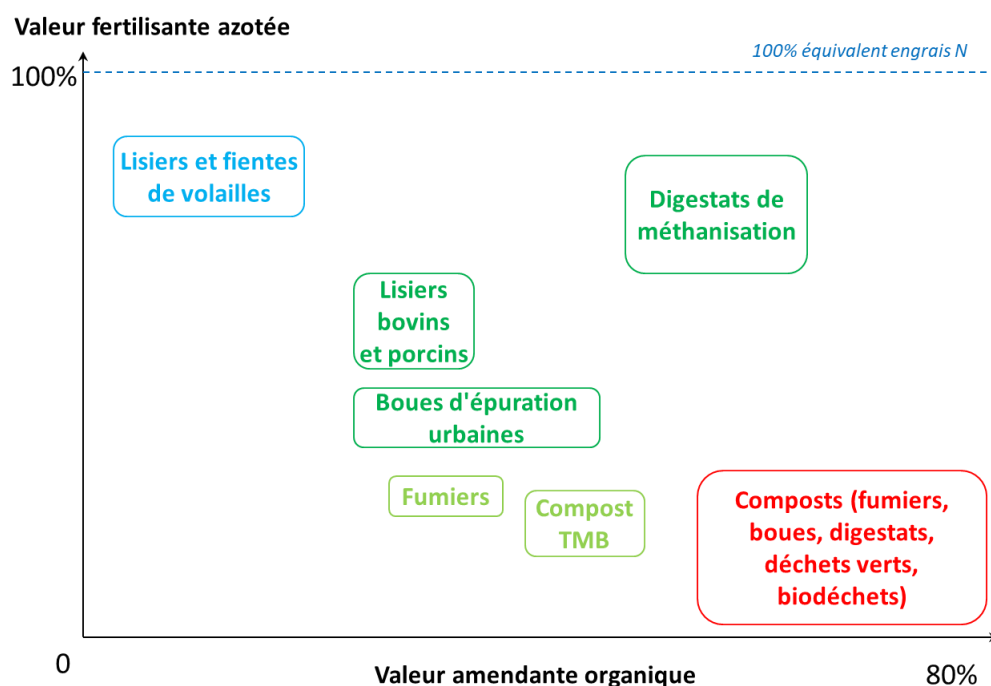 Valeur fertilisante azotée
100% équivalent engrais N
100%
Lisiers et fientes
de volailles
Digestats de
méthanisation
Lisiers
bovins
et porcins
Boues d'épuration
urbaines
Fumiers
Compost
TMB
Composts (fumiers,
boues, digestats,
déchets verts,
biodéchets)
0
Valeur amendante organique
80%